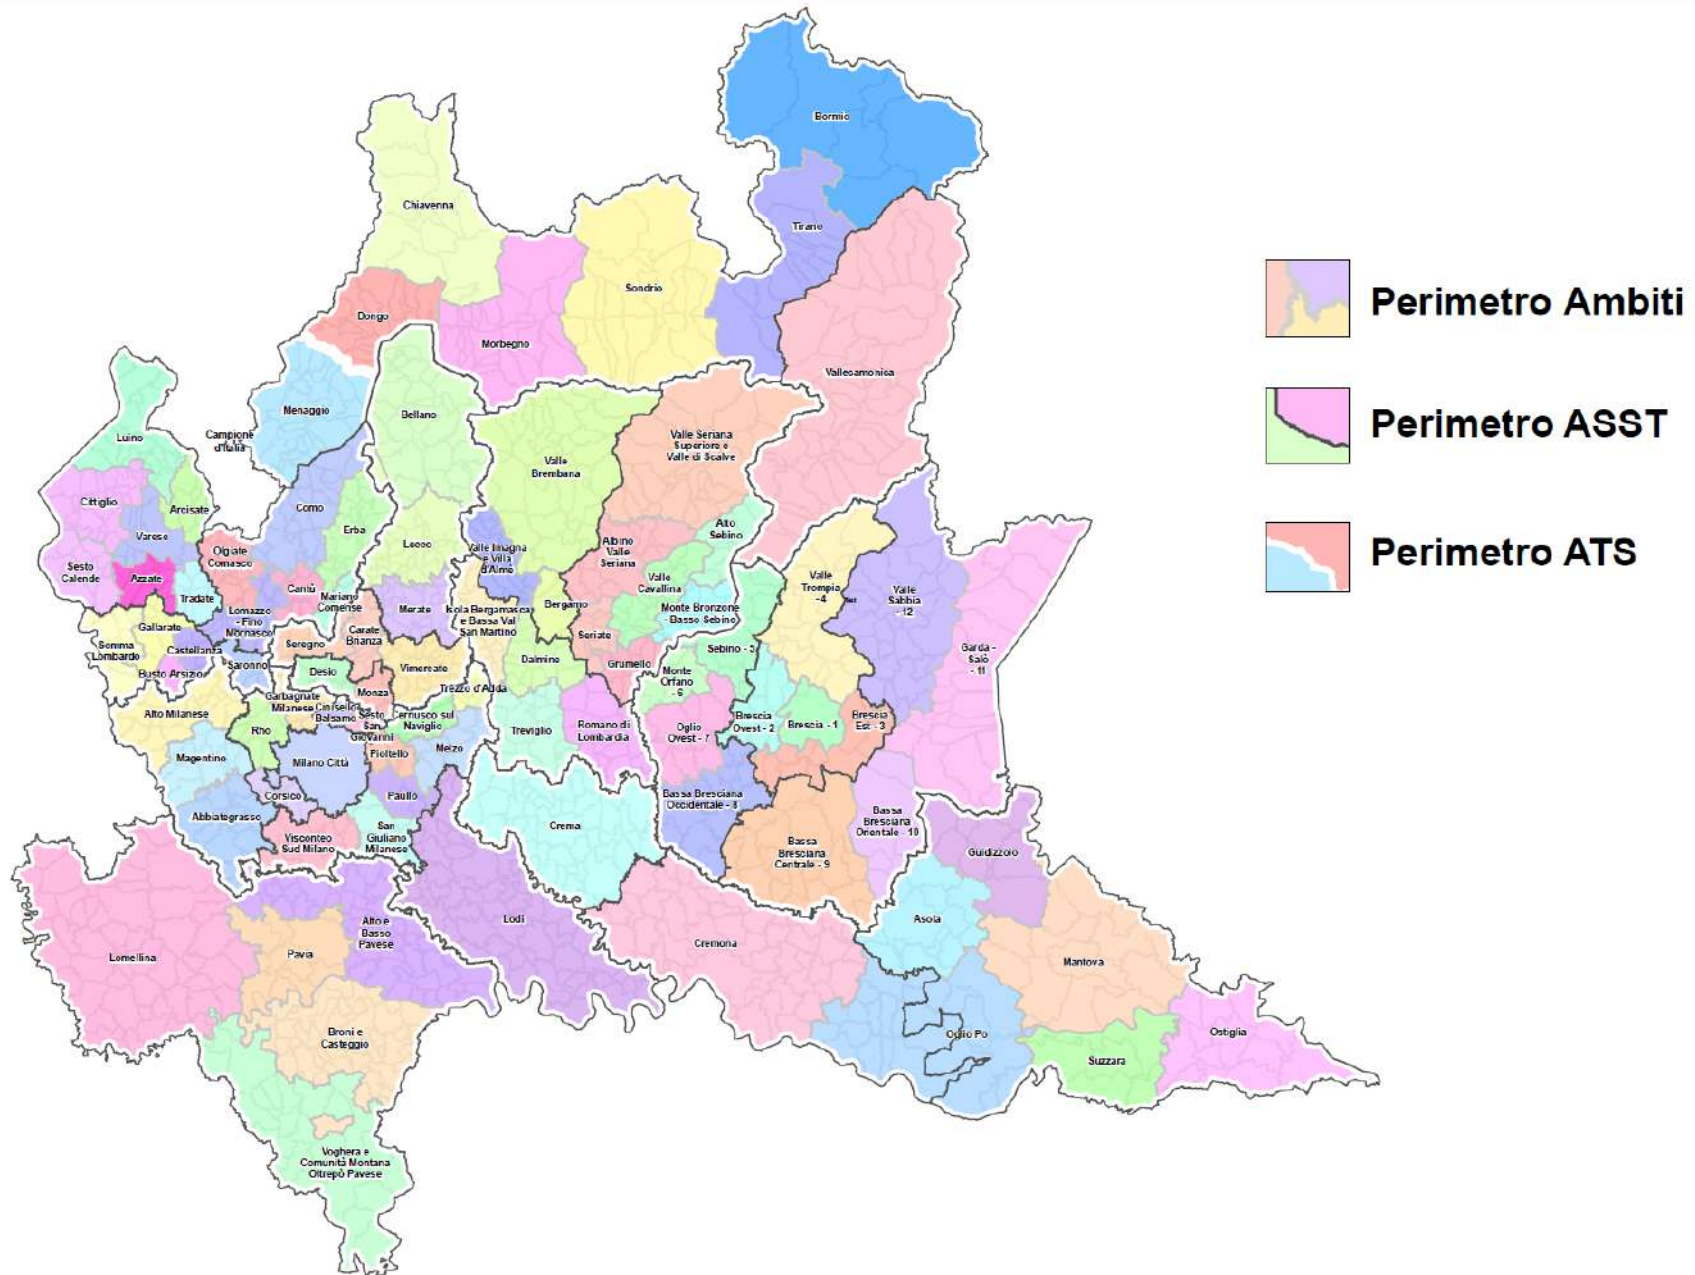 Bormio
Chiavenna
Tirano
Sondrio
Perimetro Ambiti
Dongo
Morbegno
Vallecamonica
Menaggio
Bellano
Perimetro ASST
Luino
Campione
d'Italia
Valle Seriana
Superiore e
Valle di Scalve
Valle
Brembana
Cittiglio
Arcisate
Como
Erba
Varese
Alto
Sebino
Lecco
Perimetro ATS
Olgiate
Comasco
Valle Imagna
e Villa
d'Almè
Albino
Valle
Seriana
Sesto
Calende
Azzate
Valle
Cavallina
Valle
Trompia
-4
Valle
Sabbia
- 12
Tradate
Cantù
Mariano
Comense
Merate
Isola Bergamasca
e Bassa Val
San Martino
Bergamo
Monte Bronzone
- Basso Sebino
Lomazzo
- Fino
Mornasco
Gallarate
Carate
Brianza
Seriate
Somma
Lombardo
Castellanza
Seregno
Sebino - 5
Garda -
Salò
- 11
Saronno
Busto Arsizio
Desio
Vimercate
Dalmine
Grumello
Monte
Orfano
- 6
Monza
Trezzo d'Adda
Garbagnate
Milanese
Cinisello
Balsamo
Alto Milanese
Sesto
San
Giovanni
Cernusco sul
Naviglio
Brescia
Ovest - 2
Brescia - 1
Brescia
Est - 3
Rho
Treviglio
Romano di
Lombardia
Oglio
Ovest - 7
Magentino
Milano Città
Pioltello
Melzo
Corsico
Paullo
Bassa Bresciana
Occidentale - 8
Abbiategrasso
Visconteo
Sud Milano
San
Giuliano
Milanese
Crema
Bassa
Bresciana
Orientale - 10
Bassa
Bresciana
Centrale - 9
Guidizzolo
Alto e
Basso
Pavese
Lodi
Asola
Cremona
Lomellina
Pavia
Mantova
Broni e
Casteggio
Oglio Po
Ostiglia
Suzzara
Voghera e
Comunità Montana
Oltrepò Pavese